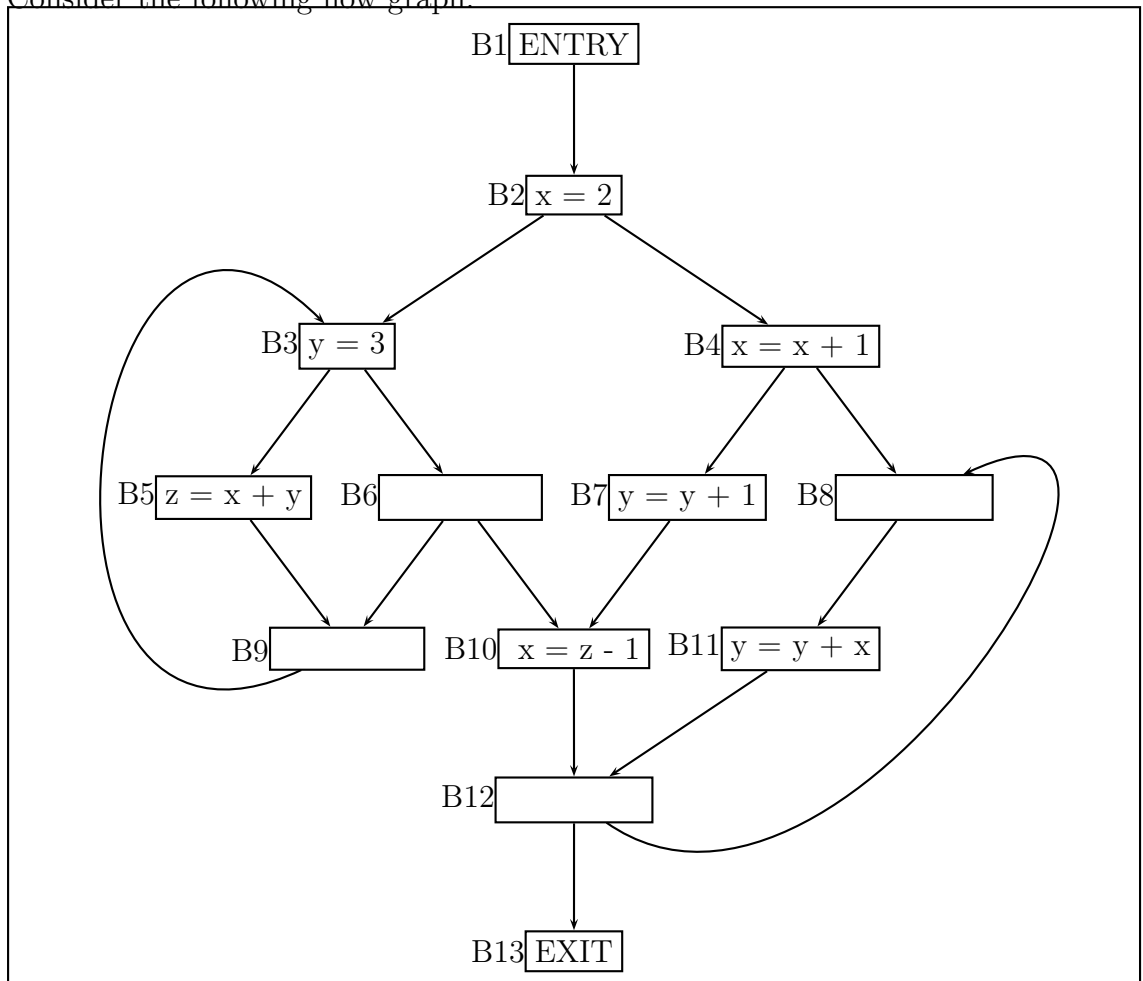 Consider the following flow graph:
B1 ENTRY
B2 x = 2
B3 y = 3
B4 x = x + 1
B5 z = x + y
B6
B7 y = y + 1
B8
B9
B10 x = z - 1
B11 y = y + x
B12
B13 EXIT